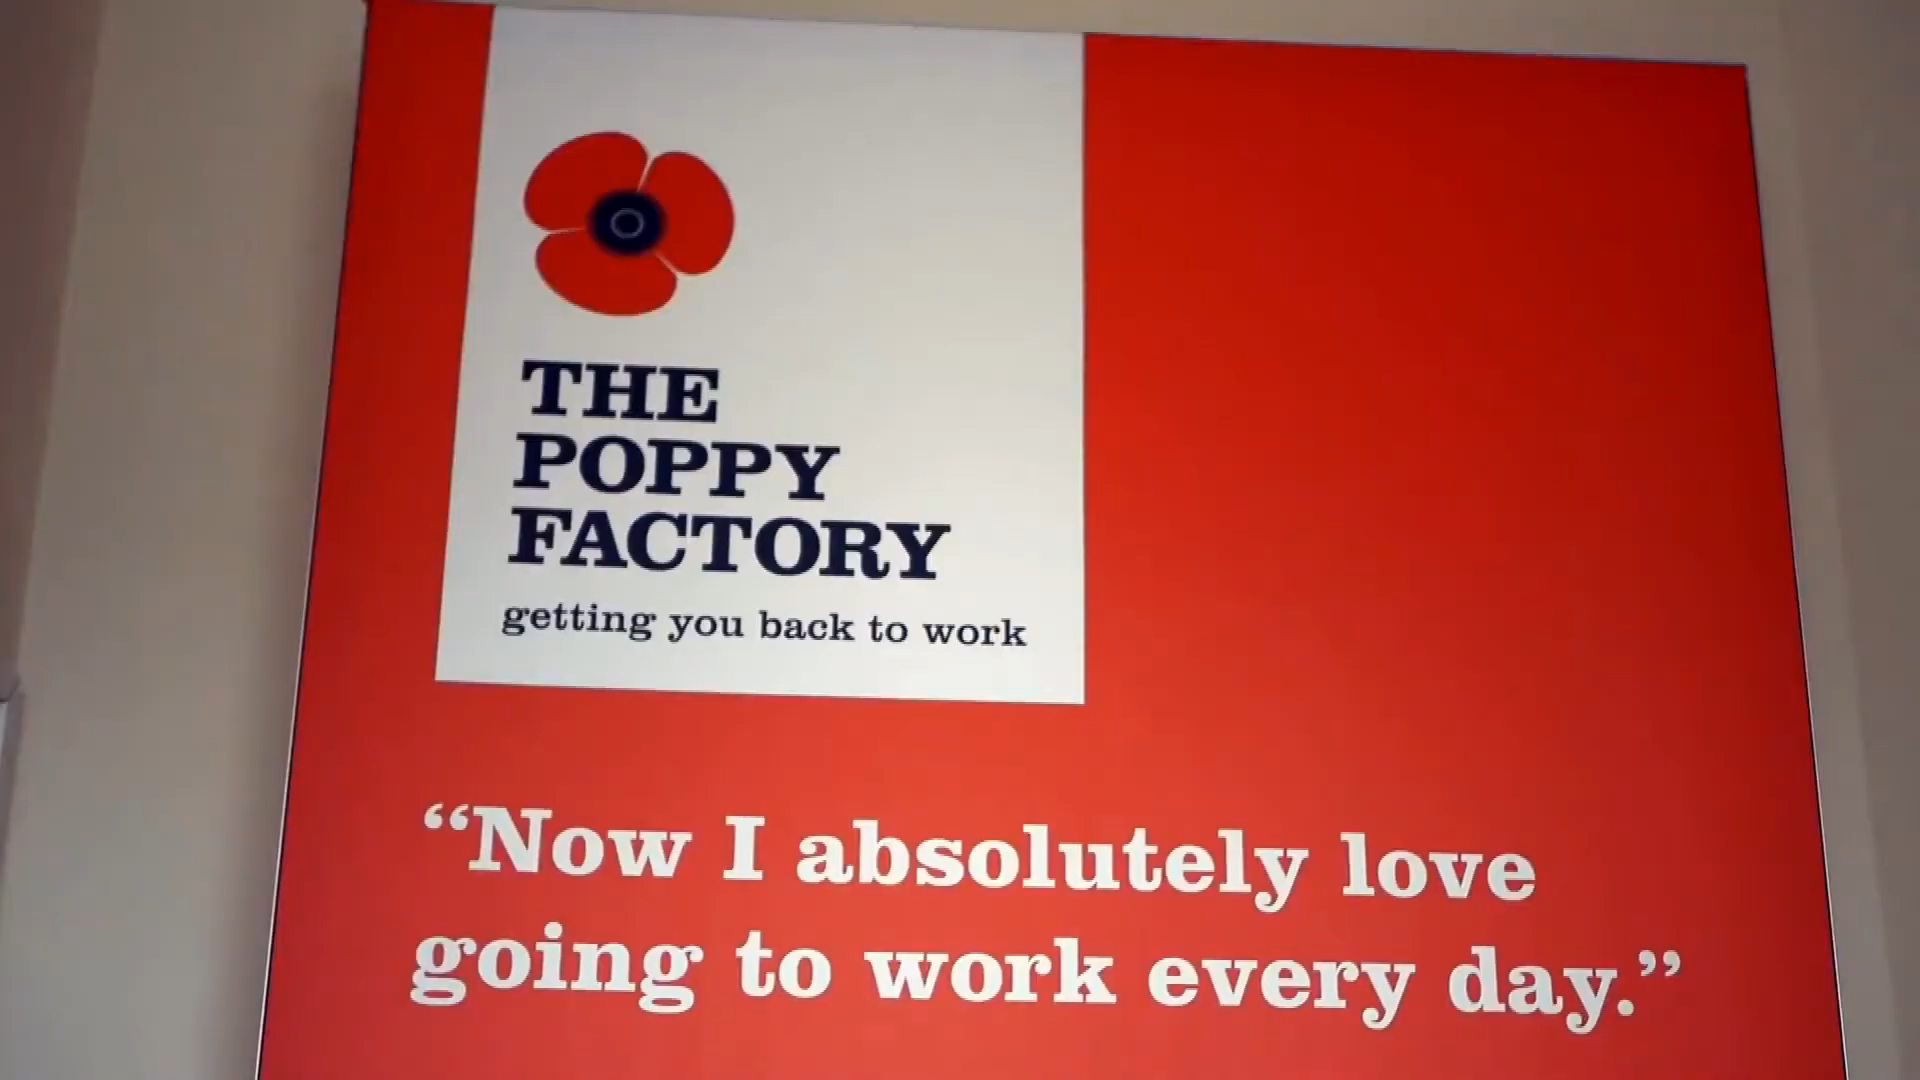 THE
POPPY
FACTORY
getting you back to work
“Now I absolutely love
going to work every day.”